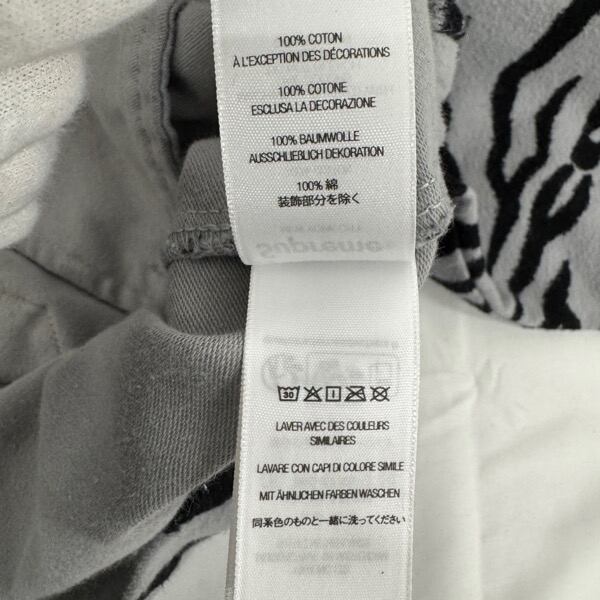 100% COTON
À L'EXCEPTION DES DÉCORATIONS
100% COTONE
ESCLUSA LA DECORAZIONE
100% BAUMWOLLE
AUSSCHLIEßLICH DEKORATION
100% 綿
装飾部分を除く
Supreme
30
LAVER AVEC DES COULEURS
SIMILAIRES
LAVARE CON CAPI DI COLORE SIMILE
MIT ÄHNLICHEN FARBEN WASCHEN
同系色のものと一緒に洗ってください